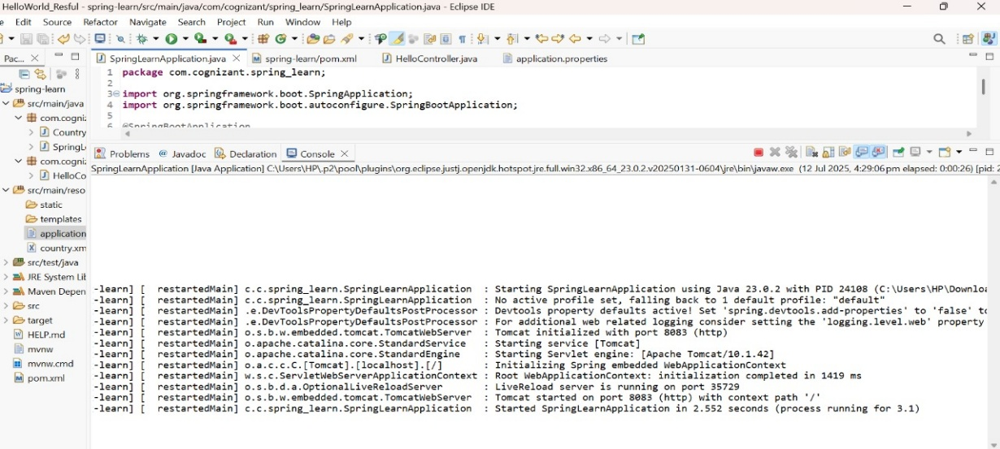 HelloWorld_Resful - spring-learn/src/main/java/com/cognizant/spring_learn/SpringLearnApplication.java - Eclipse IDE
e Edit Source Refactor Navigate Search Project Run Window Help
Pac...
spring-learn
src/main/java
com.cogni
Country
SpringL
com.cogni
HelloCo
src/main/reso
static
templates
application
country.xm
src/test/java
JRE System Lib
Maven Depen
src
target
HELP.md
mvnw
mvnw.cmd
pom.xml
SpringLearnApplication.java spring-learn/pom.xml HelloController.java application.properties
1 package com.cognizant.spring_learn;
2
3 import org.springframework.boot.SpringApplication;
4 import org.springframework.boot.autoconfigure.SpringBootApplication;
5
6 @SpringBootApplication
Problems @ Javadoc Declaration Console
SpringLearnApplication [Java Application] C:\Users\HP\.p2\pool\plugins\org.eclipse.justj.openjdk.hotspot.jre.full.win32.x86_64_23.0.2.v20250131-0604\jre\bin\javaw.exe (12 Jul 2025, 4:29:06 pm elapsed: 0:00:26) [pid: 2
-learn] [ restartedMain] c.c.spring_learn.SpringLearnApplication : Starting SpringLearnApplication using Java 23.0.2 with PID 24108 (C:\Users\HP\Downloa
-learn] [ restartedMain] c.c.spring_learn.SpringLearnApplication : No active profile set, falling back to 1 default profile: "default"
-learn] [ restartedMain] .e.DevToolsPropertyDefaultsPostProcessor : Devtools property defaults active! Set 'spring.devtools.add-properties' to 'false' to
-learn] [ restartedMain] .e.DevToolsPropertyDefaultsPostProcessor : For additional web related logging consider setting the 'logging.level.web' property
-learn] [ restartedMain] o.s.b.w.embedded.tomcat.TomcatWebServer : Tomcat initialized with port 8083 (http)
-learn] [ restartedMain] o.apache.catalina.core.StandardService : Starting service [Tomcat]
-learn] [ restartedMain] o.apache.catalina.core.StandardEngine : Starting Servlet engine: [Apache Tomcat/10.1.42]
-learn] [ restartedMain] o.a.c.c.C.[Tomcat].[localhost].[/] : Initializing Spring embedded WebApplicationContext
-learn] [ restartedMain] w.s.c.ServletWebServerApplicationContext : Root WebApplicationContext: initialization completed in 1419 ms
-learn] [ restartedMain] o.s.b.d.a.OptionalLiveReloadServer : LiveReload server is running on port 35729
-learn] [ restartedMain] o.s.b.w.embedded.tomcat.TomcatWebServer : Tomcat started on port 8083 (http) with context path '/'
-learn] [ restartedMain] c.c.spring_learn.SpringLearnApplication : Started SpringLearnApplication in 2.552 seconds (process running for 3.1)